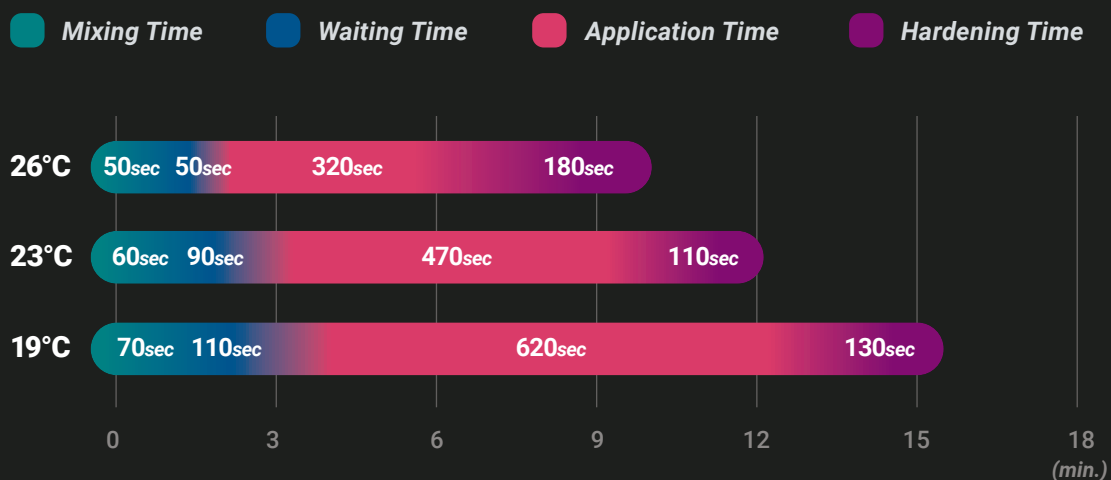 Mixing Time Waiting Time Application Time Hardening Time
26°C 50sec 50sec 320sec 180sec
23°C 60sec 90sec 470sec 110sec
19°C 70sec 110sec 620sec 130sec
0 3 6 9 12 15 18
(min.)